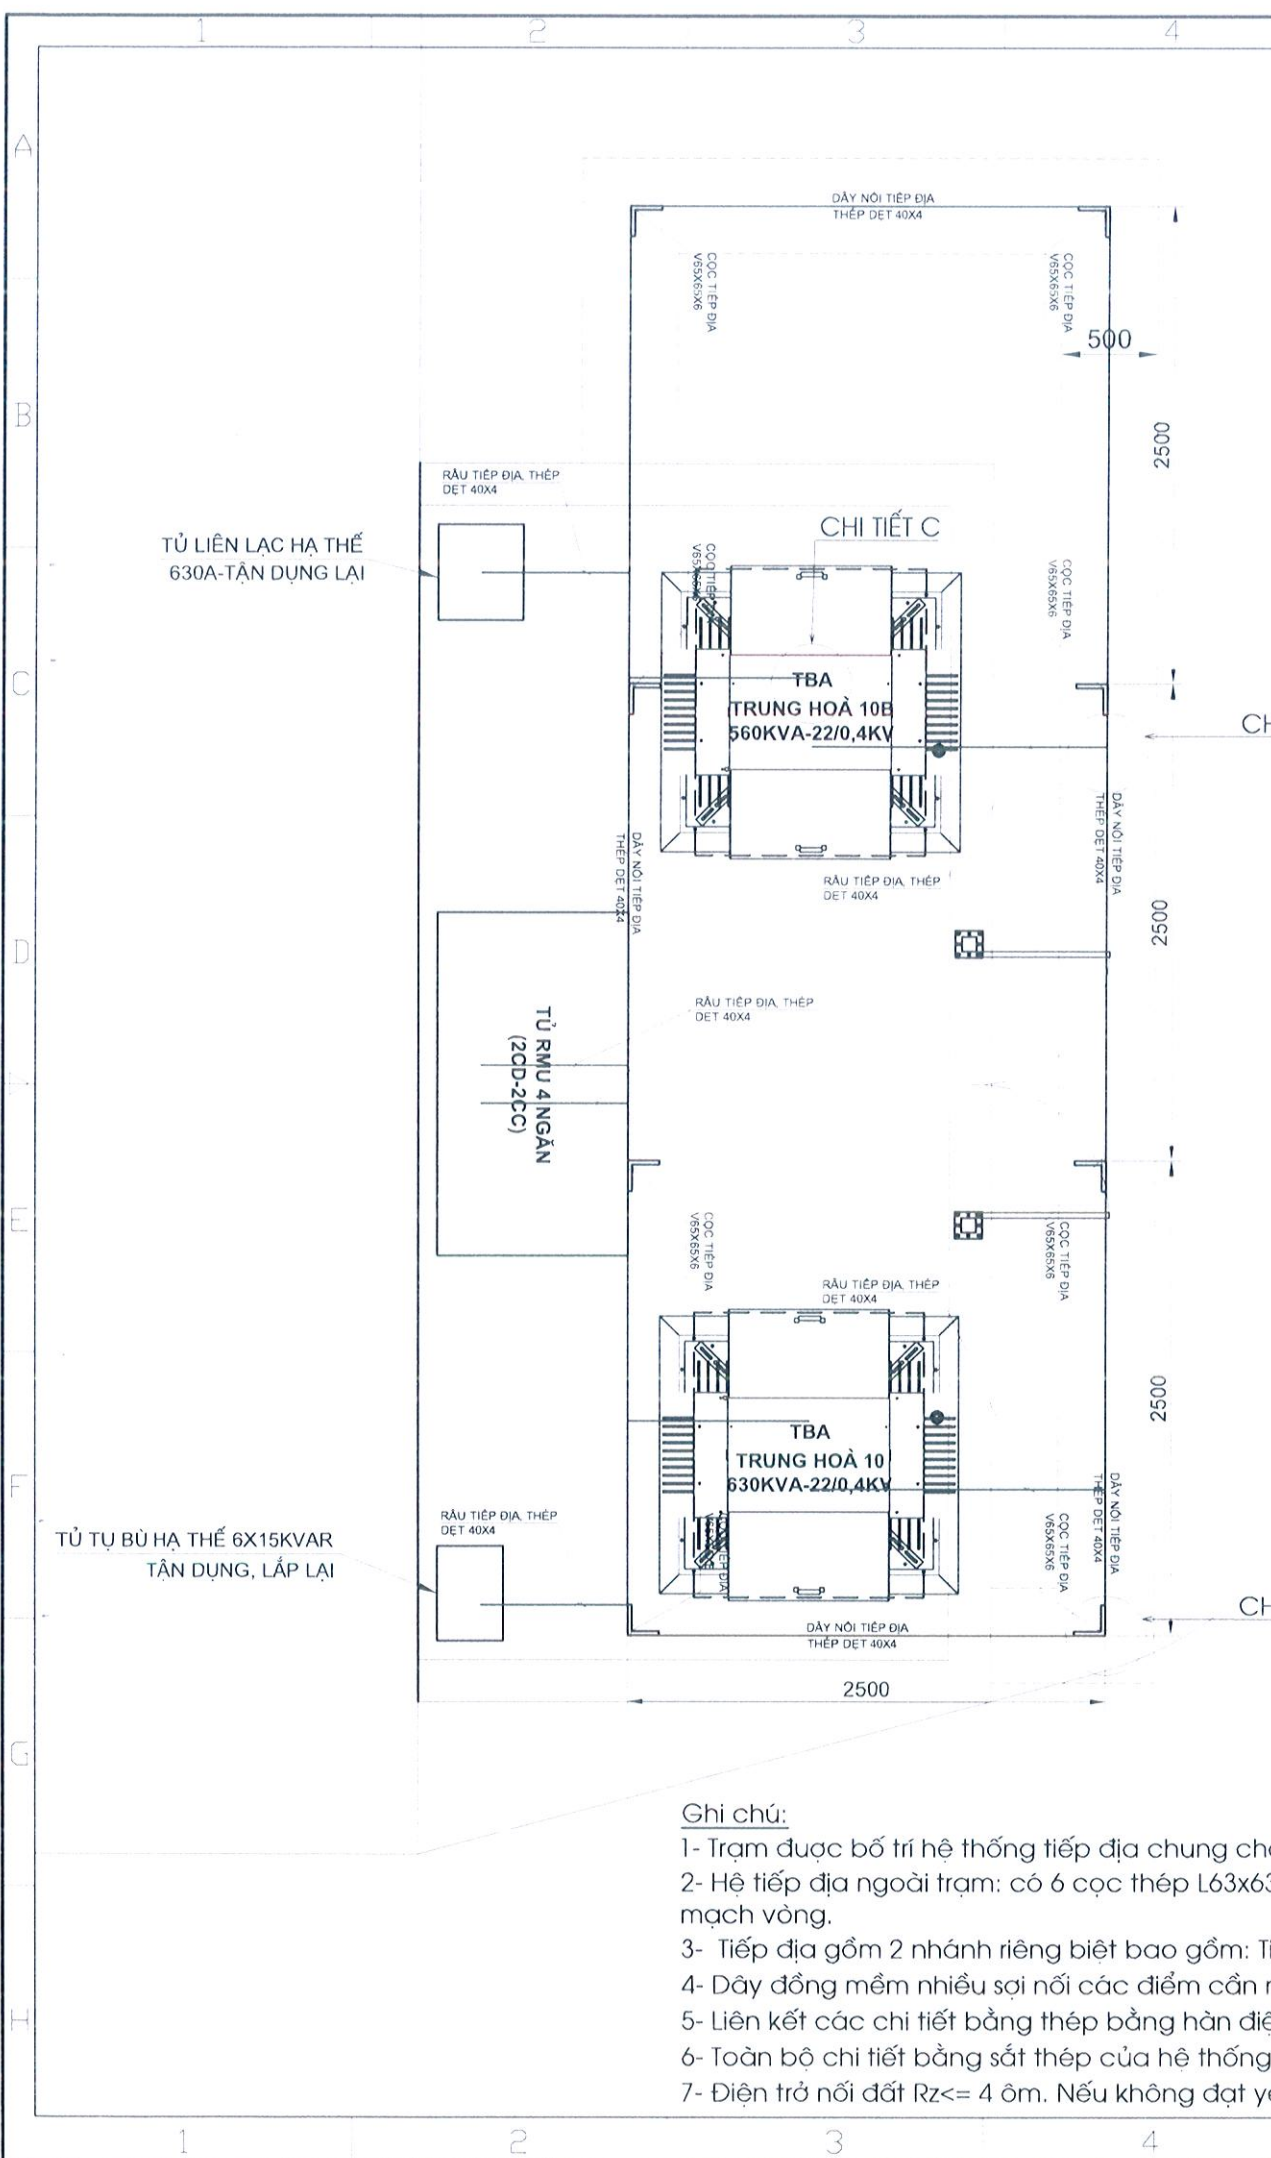 1 2 3 4
A
DÂY NỐI TIẾP ĐỊA
THÉP DẸT 40X4
CỌC TIẾP ĐỊA
V65X65X6
CỌC TIẾP ĐỊA
V65X65X6
500
B
2500
RÂU TIẾP ĐỊA, THÉP
DẸT 40X4
TỦ LIÊN LẠC HẠ THẾ
630A-TẬN DỤNG LẠI
CHI TIẾT C
CỌC TIẾP
V65X65X6
CỌC TIẾP ĐỊA
V65X65X6
C
TBA
TRUNG HOÀ 10B
560KVA-22/0,4KV
CH
DÂY NỐI TIẾP ĐỊA
THÉP DẸT 40X4
DÂY NỐI TIẾP ĐỊA
THÉP DẸT 40X4
RÂU TIẾP ĐỊA, THÉP
DẸT 40X4
2500
D
RÂU TIẾP ĐỊA, THÉP
DẸT 40X4
TỦ RMU 4 NGĂN
(2CD-2CC)
E
CỌC TIẾP ĐỊA
V65X65X6
CỌC TIẾP ĐỊA
V65X65X6
RÂU TIẾP ĐỊA, THÉP
DẸT 40X4
2500
TBA
TRUNG HOÀ 10
630KVA-22/0,4KV
F
DÂY NỐI TIẾP ĐỊA
THÉP DẸT 40X4
RÂU TIẾP ĐỊA, THÉP
DẸT 40X4
TỦ TỤ BÙ HẠ THẾ 6X15KVAR
TẬN DỤNG, LẮP LẠI
CỌC TIẾP ĐỊA
V65X65X6
CH
DÂY NỐI TIẾP ĐỊA
THÉP DẸT 40X4
2500
G
Ghi chú:
1- Trạm được bố trí hệ thống tiếp địa chung
2- Hệ tiếp địa ngoài trạm: có 6 cọc thép L63x63
mạch vòng.
3- Tiếp địa gồm 2 nhánh riêng biệt bao gồm:
4- Dây đồng mềm nhiều sợi nối các điểm cần
5- Liên kết các chi tiết bằng thép bằng hàn
6- Toàn bộ chi tiết bằng sắt thép của hệ thống
7- Điện trở nối đất Rz<= 4 ôm. Nếu không đạt
H
1 2 3 4